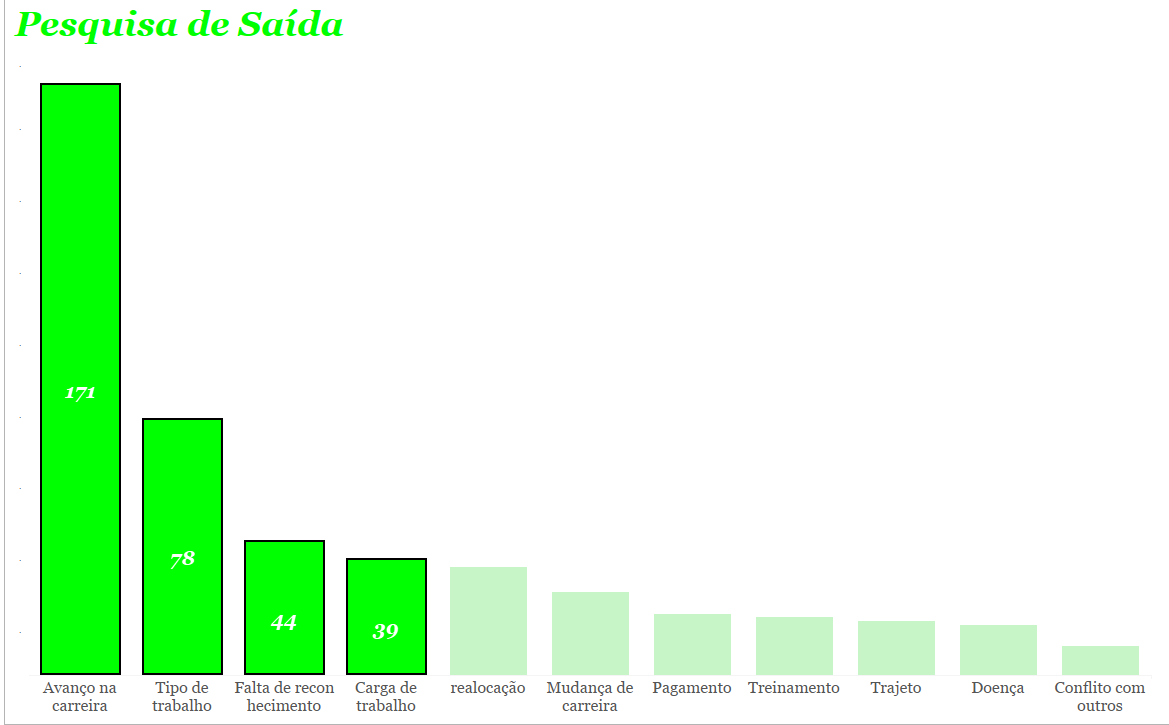 Pesquisa de Saída
171
78
44
39
Avanço na
carreira
Tipo de
trabalho
Falta de recon
hecimento
Carga de
trabalho
realocação
Mudança de
carreira
Pagamento
Treinamento
Trajeto
Doença
Conflito com
outros